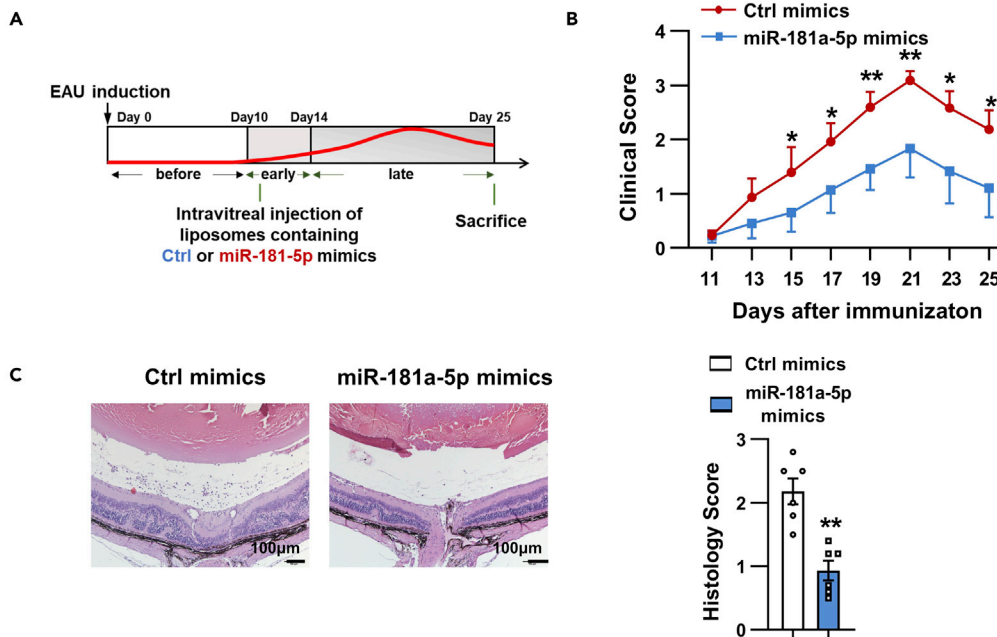 A
EAU induction
Day 0
Day10
Day14
Day 25
before
early
late
Intravitreal injection of
liposomes containing
Ctrl or miR-181-5p mimics
Sacrifice
B
Ctrl mimics
miR-181a-5p mimics
Clinical Score
4
3
2
1
0
*
*
**
**
*
*
11 13 15 17 19 21 23 25
Days after immunizaton
C
Ctrl mimics
miR-181a-5p mimics
100μm
100μm
Ctrl mimics
miR-181a-5p
mimics
Histology Score
3
2
1
0
**